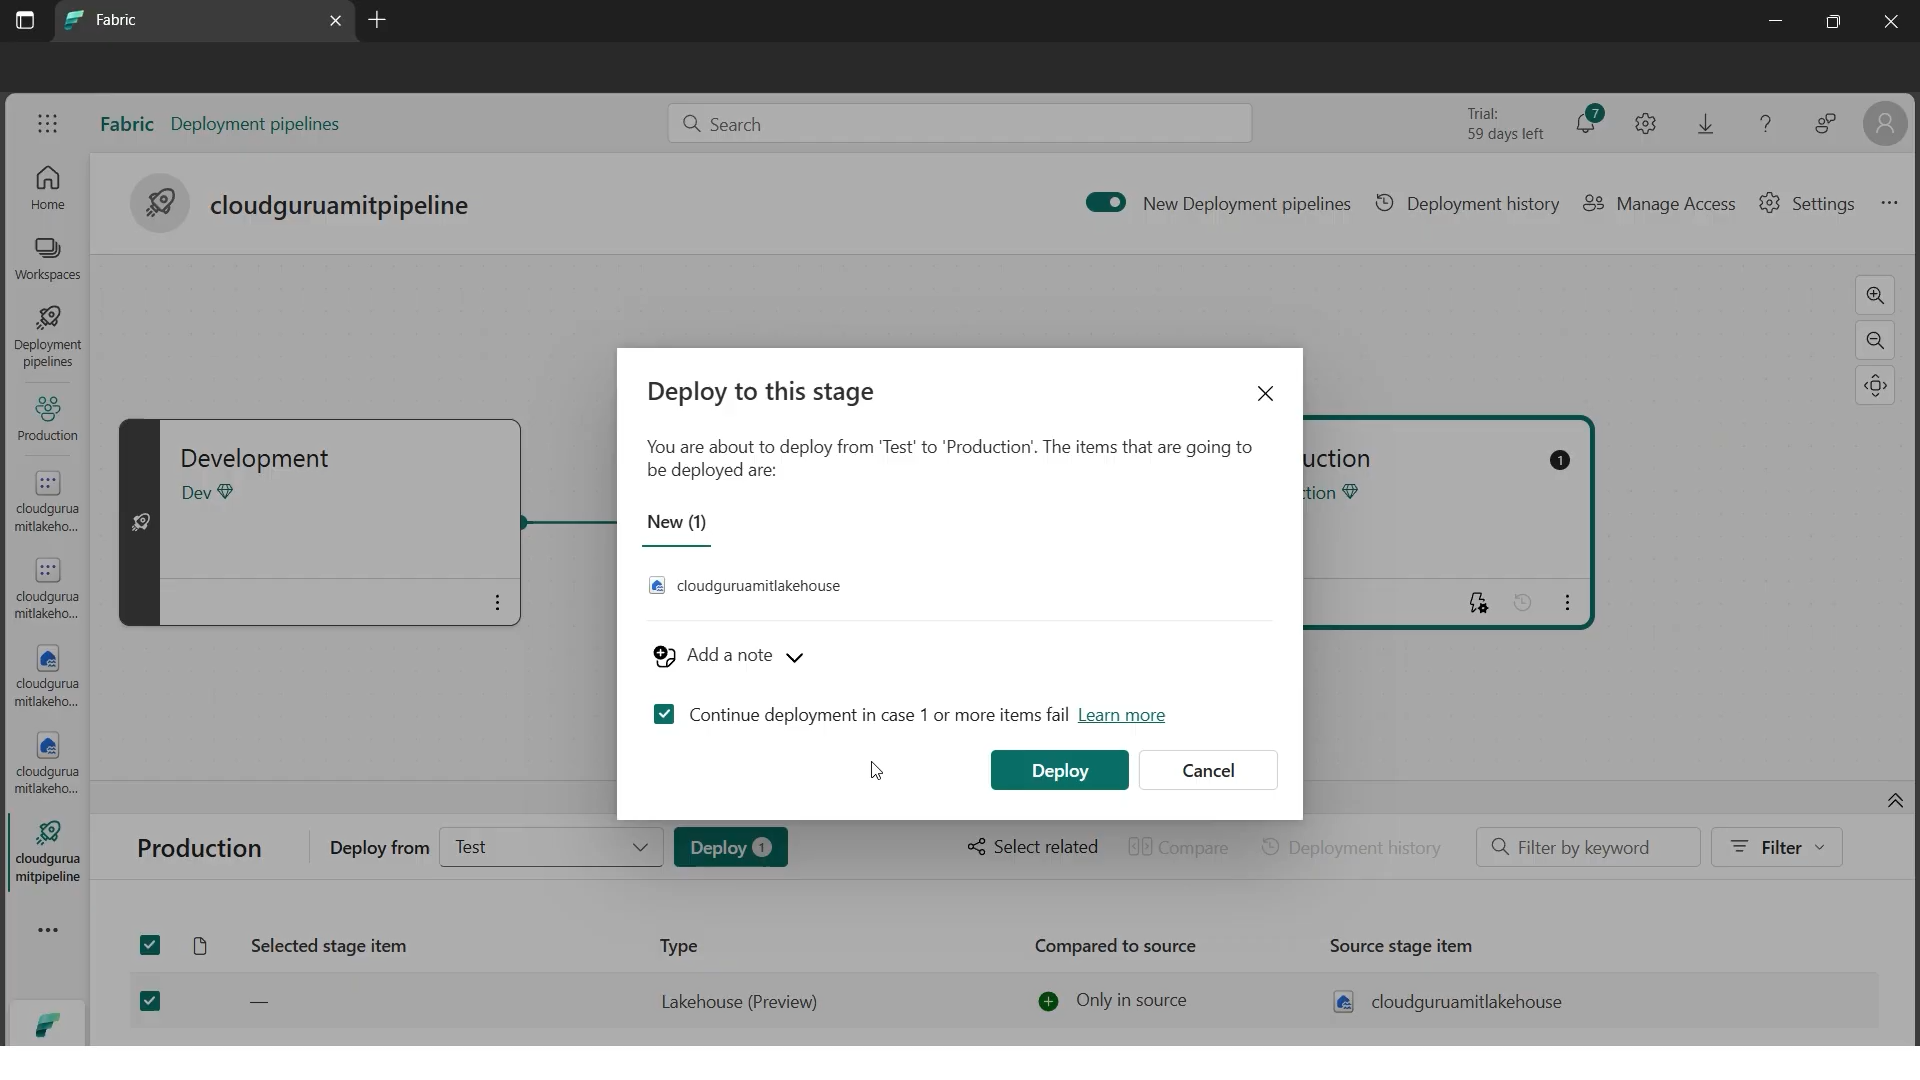 Fabric
Fabric Deployment pipelines
Search
Trial:
59 days left
7
Home
Workspaces
Deployment
pipelines
Production
cloudgurua
mitlakeho...
cloudgurua
mitlakeho...
cloudgurua
mitlakeho...
cloudgurua
mitlakeho...
cloudgurua
mitpipeline
cloudguruamitpipeline
New Deployment pipelines
Deployment history
Manage Access
Settings
Development
Dev
uction
1
ction
Deploy to this stage
You are about to deploy from 'Test' to 'Production'. The items that are going to
be deployed are:
New (1)
cloudguruamitlakehouse
Add a note
Continue deployment in case 1 or more items fail Learn more
Deploy
Cancel
Production
Deploy from
Test
Deploy 1
Select related
Compare
Deployment history
Filter by keyword
Filter
Selected stage item
Type
Compared to source
Source stage item
—
Lakehouse (Preview)
Only in source
cloudguruamitlakehouse